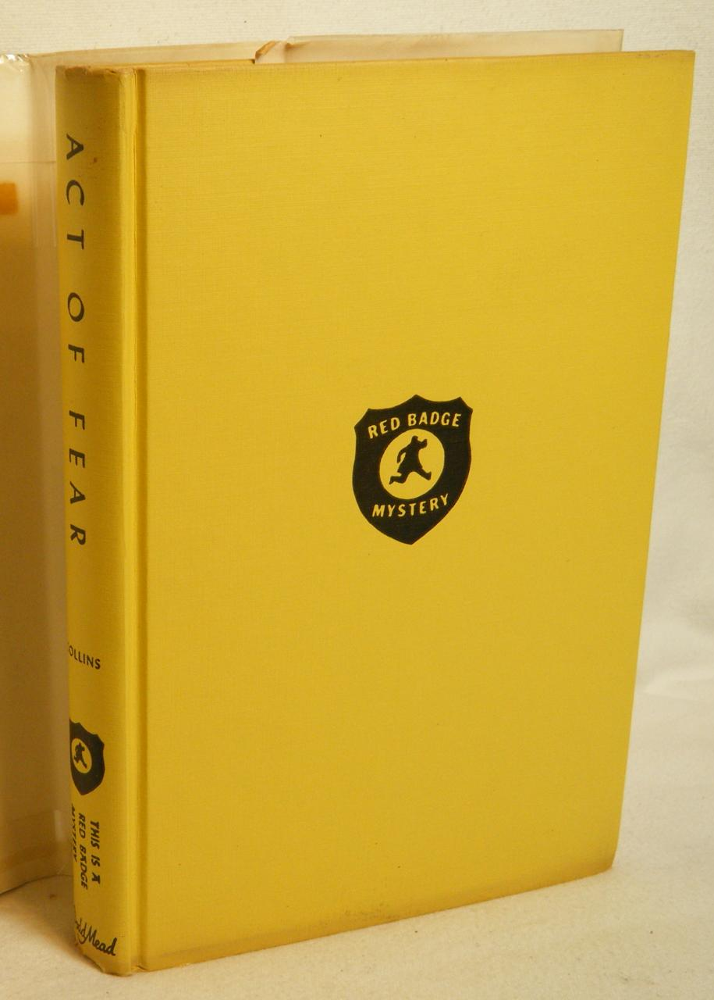 ACT OF FEAR
OLLINS
THIS IS A
RED BADGE
MYSTERY
Mead
RED BADGE
MYSTERY